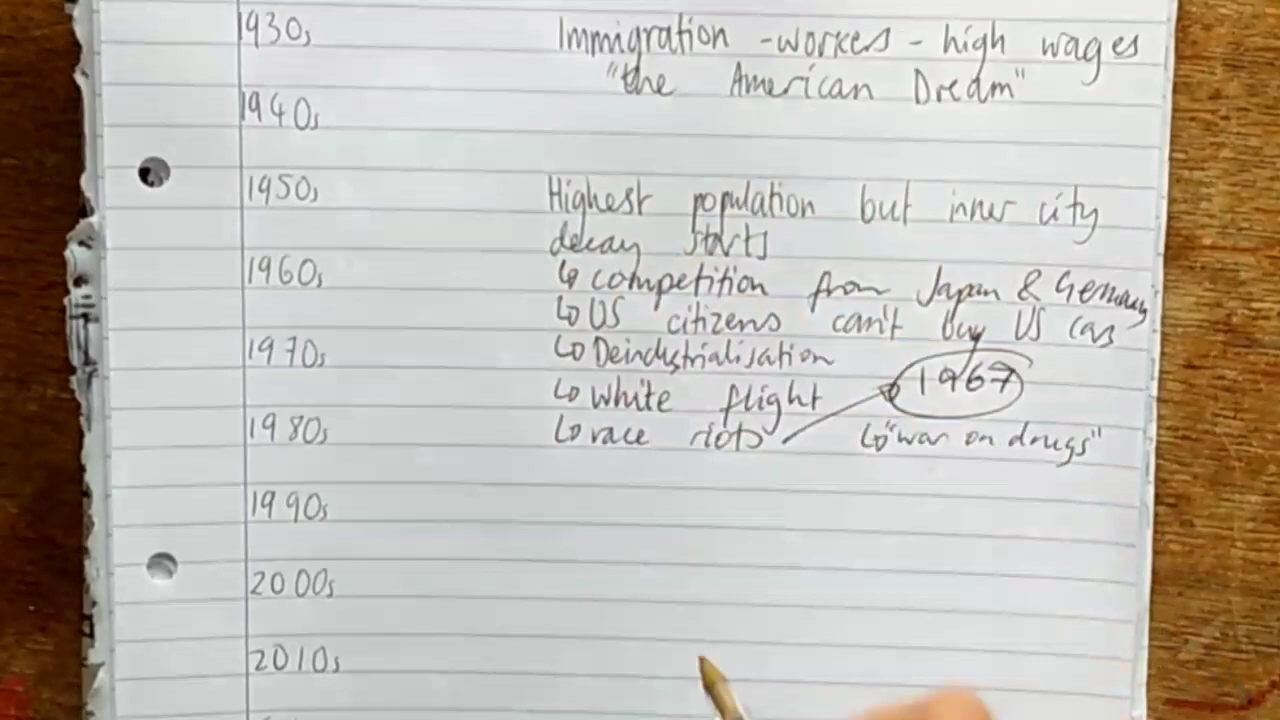 1930s Immigration - workers - high wages
"the American Dream"
1940s
1950s Highest population but inner city
decay starts
1960s ↳ competition from Japan & Germany
↳ US citizens can't buy US cars
1970s ↳ Deindustrialisation
↳ white flight 1967
1980s ↳ race riots ↳ "war on drugs"
1990s
2000s
2010s